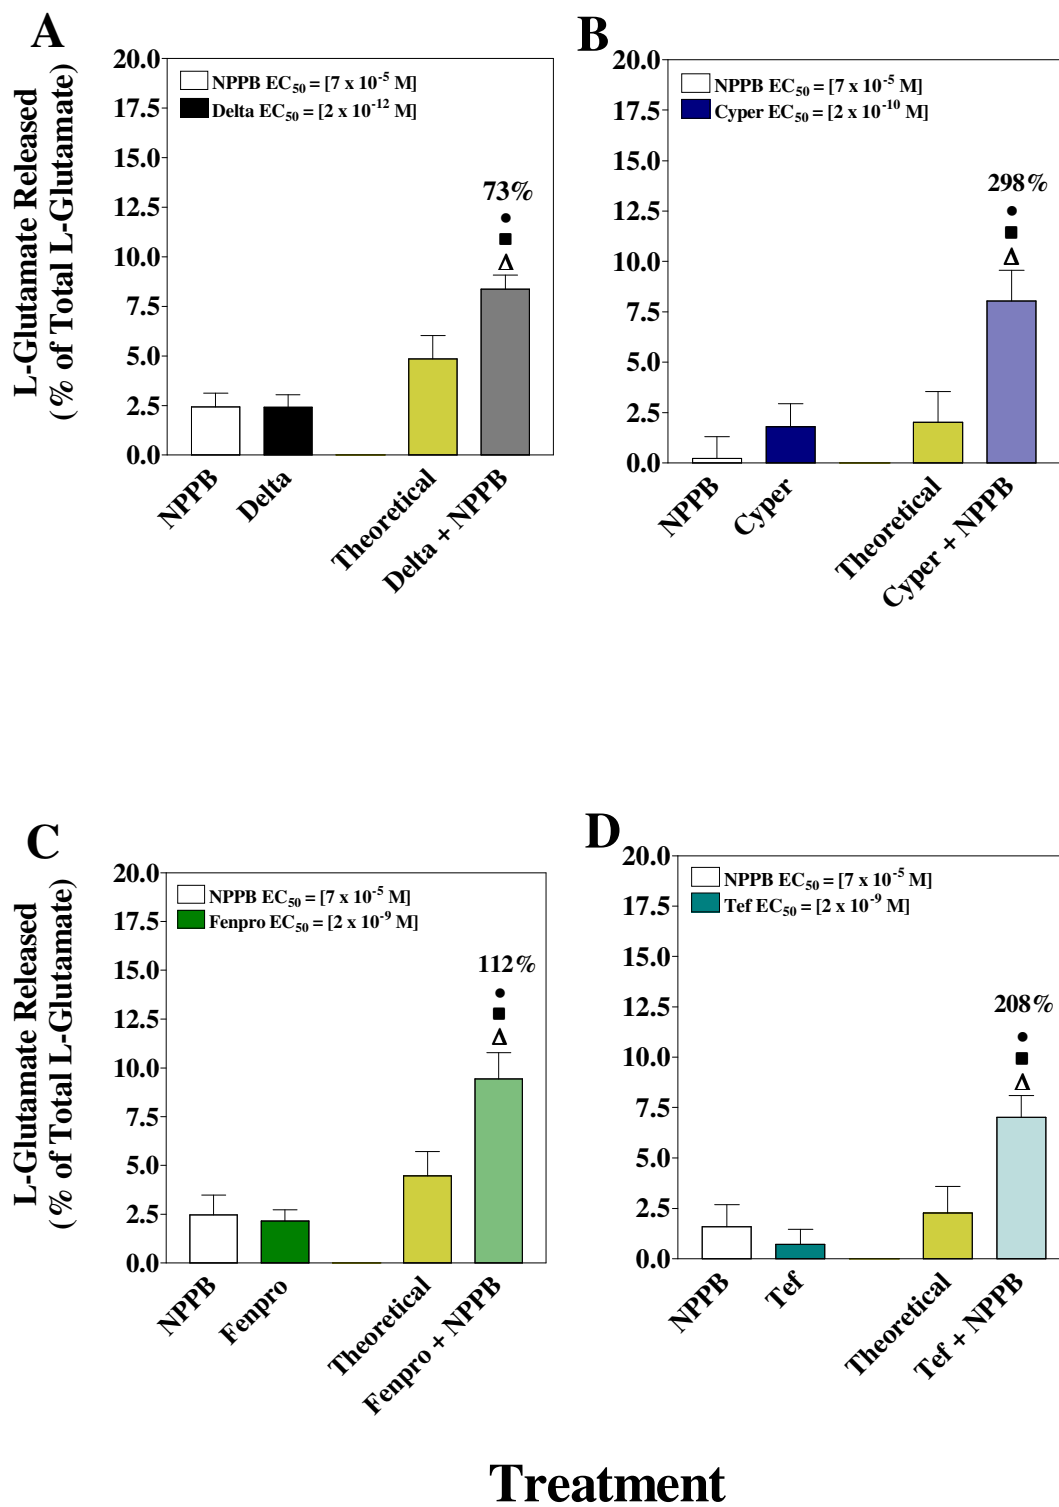 A
L-Glutamate Released
(% of Total L-Glutamate)
20.0
17.5
15.0
12.5
10.0
7.5
5.0
2.5
0.0
NPPB EC50 = [7 x 10-5 M]
Delta EC50 = [2 x 10-12 M]
73%
Δ
NPPB
Delta
Theoretical
Delta + NPPB
B
20.0
17.5
15.0
12.5
10.0
7.5
5.0
2.5
0.0
NPPB EC50 = [7 x 10-5 M]
Cyper EC50 = [2 x 10-10 M]
298%
Δ
NPPB
Cyper
Theoretical
Cyper + NPPB
C
L-Glutamate Released
(% of Total L-Glutamate)
20.0
17.5
15.0
12.5
10.0
7.5
5.0
2.5
0.0
NPPB EC50 = [7 x 10-5 M]
Fenpro EC50 = [2 x 10-9 M]
112%
Δ
NPPB
Fenpro
Theoretical
Fenpro + NPPB
D
20.0
17.5
15.0
12.5
10.0
7.5
5.0
2.5
0.0
NPPB EC50 = [7 x 10-5 M]
Tef EC50 = [2 x 10-9 M]
208%
Δ
NPPB
Tef
Theoretical
Tef + NPPB
Treatment